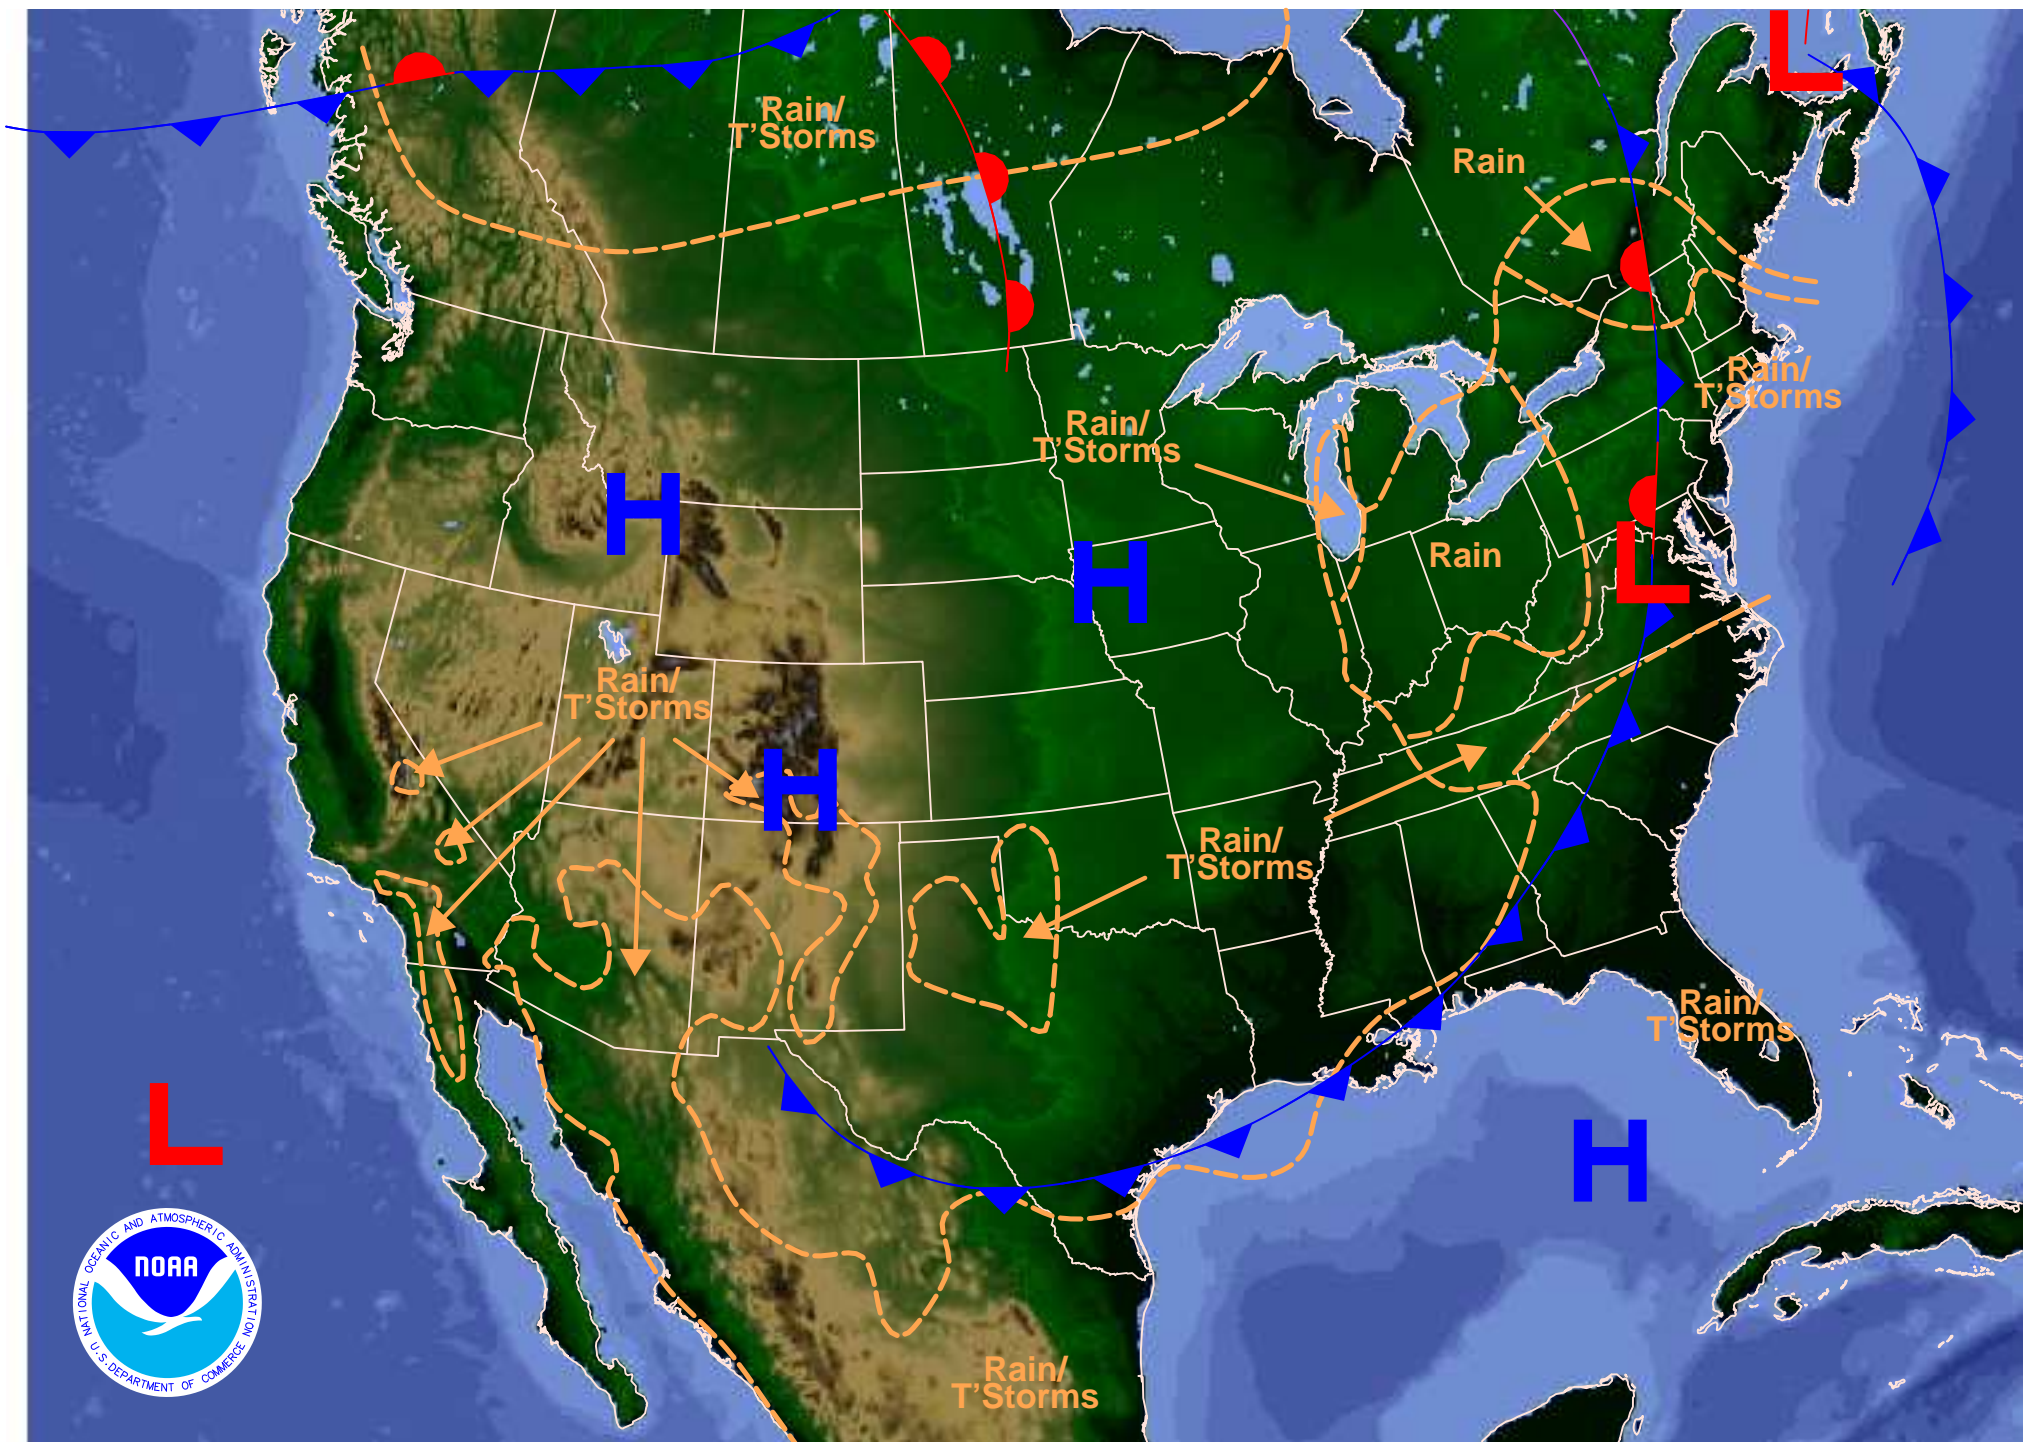 L
Rain/
T'Storms
Rain
Rain/
T'Storms
Rain/
T'Storms
H
H
Rain
L
Rain/
T'Storms
H
Rain/
T'Storms
Rain/
T'Storms
L
H
NATIONAL OCEANIC AND ATMOSPHERIC ADMINISTRATION
NOAA
U.S. DEPARTMENT OF COMMERCE
Rain/
T'Storms